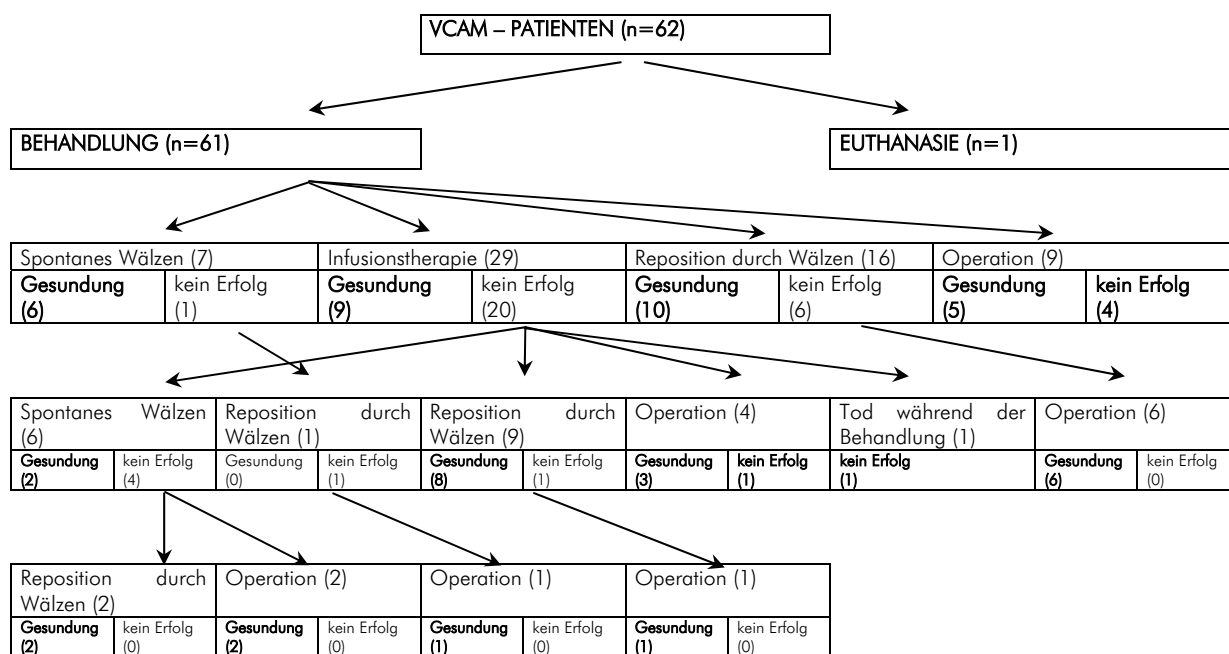 VCAM – PATIENTEN (n=62)
BEHANDLUNG (n=61)
EUTHANASIE (n=1)
Spontanes Wälzen (7)
Infusionstherapie (29)
Reposition durch Wälzen (16)
Operation (9)
Gesundung
(6)
kein Erfolg
(1)
Gesundung
(9)
kein Erfolg
(20)
Gesundung
(10)
kein Erfolg
(6)
Gesundung
(5)
kein Erfolg
(4)
Spontanes Wälzen
(6)
Reposition durch
Wälzen (1)
Reposition durch
Wälzen (9)
Operation (4)
Tod während der
Behandlung (1)
Operation (6)
Gesundung
(2)
kein Erfolg
(4)
Gesundung
(0)
kein Erfolg
(1)
Gesundung
(8)
kein Erfolg
(1)
Gesundung
(3)
kein Erfolg
(1)
kein Erfolg
(1)
Gesundung
(6)
kein Erfolg
(0)
Reposition durch
Wälzen (2)
Operation (2)
Operation (1)
Operation (1)
Gesundung
(2)
kein Erfolg
(0)
Gesundung
(2)
kein Erfolg
(0)
Gesundung
(1)
kein Erfolg
(0)
Gesundung
(1)
kein Erfolg
(0)